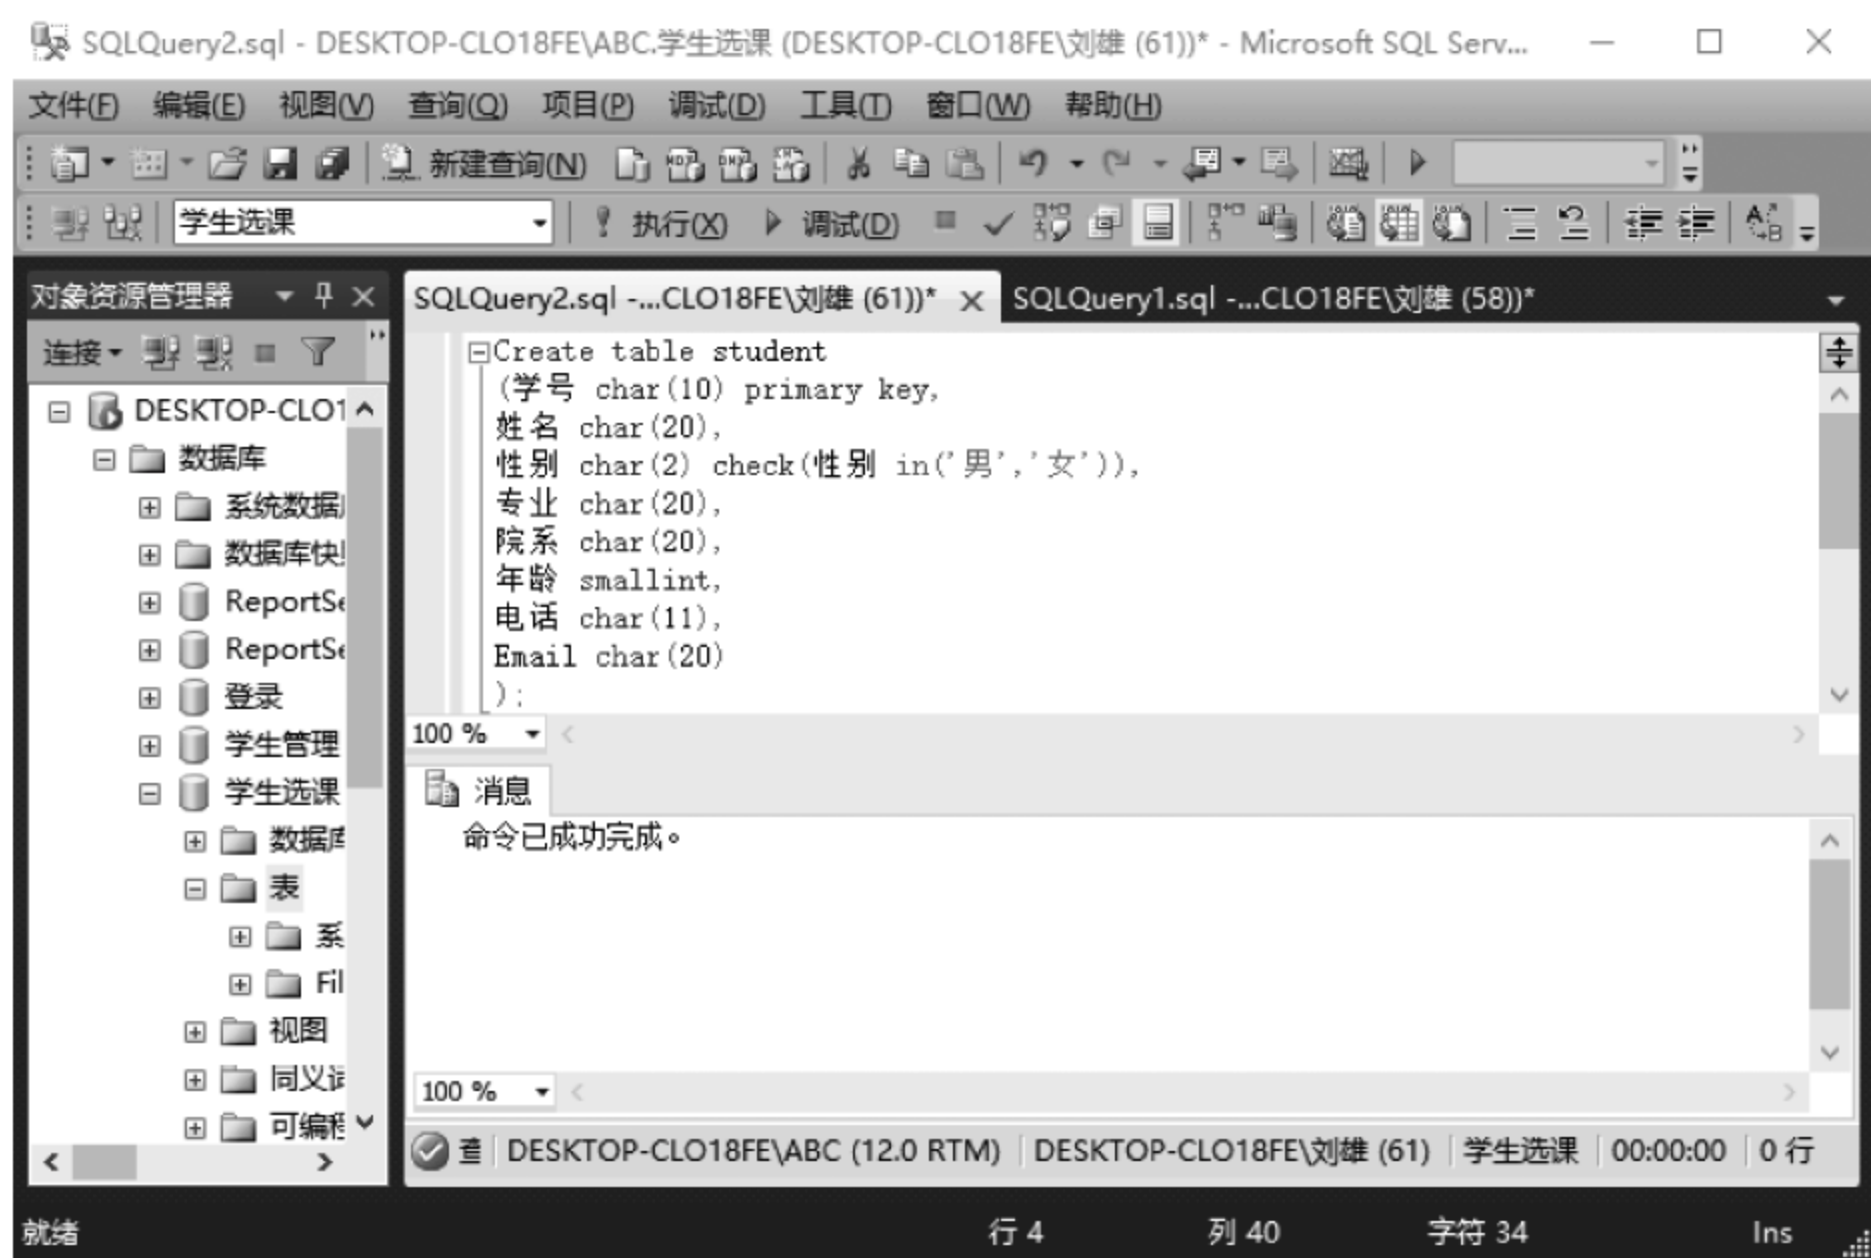 SQLQuery2.sql - DESKTOP-CLO18FE\ABC.学生选课 (DESKTOP-CLO18FE\刘雄 (61))* - Microsoft SQL Serv...
文件(F) 编辑(E) 视图(V) 查询(Q) 项目(P) 调试(D) 工具(T) 窗口(W) 帮助(H)
新建查询(N)
学生选课 执行(X) 调试(D)
对象资源管理器
连接
DESKTOP-CLO1
数据库
系统数据
数据库快
ReportSe
ReportSe
登录
学生管理
学生选课
数据库
表
系
Fil
视图
同义词
可编程
SQLQuery2.sql -...CLO18FE\刘雄 (61))* SQLQuery1.sql -...CLO18FE\刘雄 (58))*
Create table student
(学号 char(10) primary key,
姓名 char(20),
性别 char(2) check(性别 in('男','女')),
专业 char(20),
院系 char(20),
年龄 smallint,
电话 char(11),
Email char(20)
);
100 %
消息
命令已成功完成。
100 %
DESKTOP-CLO18FE\ABC (12.0 RTM) DESKTOP-CLO18FE\刘雄 (61) 学生选课 00:00:00 0 行
就绪 行 4 列 40 字符 34 Ins